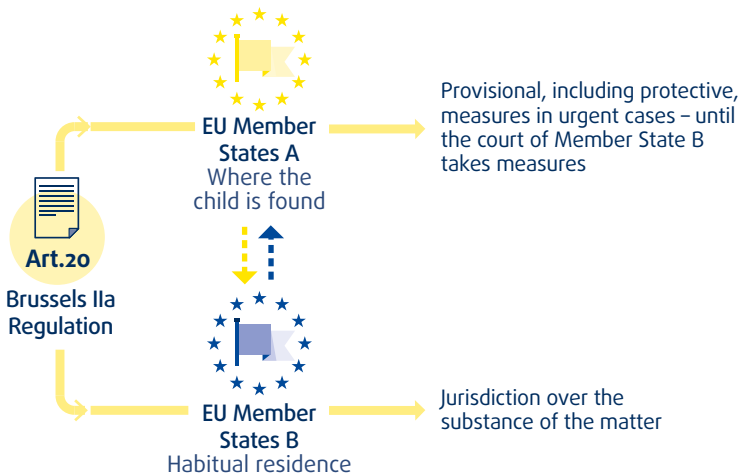 Art.20
Brussels IIa
Regulation
EU Member
States A
Where the
child is found
Provisional, including protective,
measures in urgent cases – until
the court of Member State B
takes measures
EU Member
States B
Habitual residence
Jurisdiction over the
substance of the matter